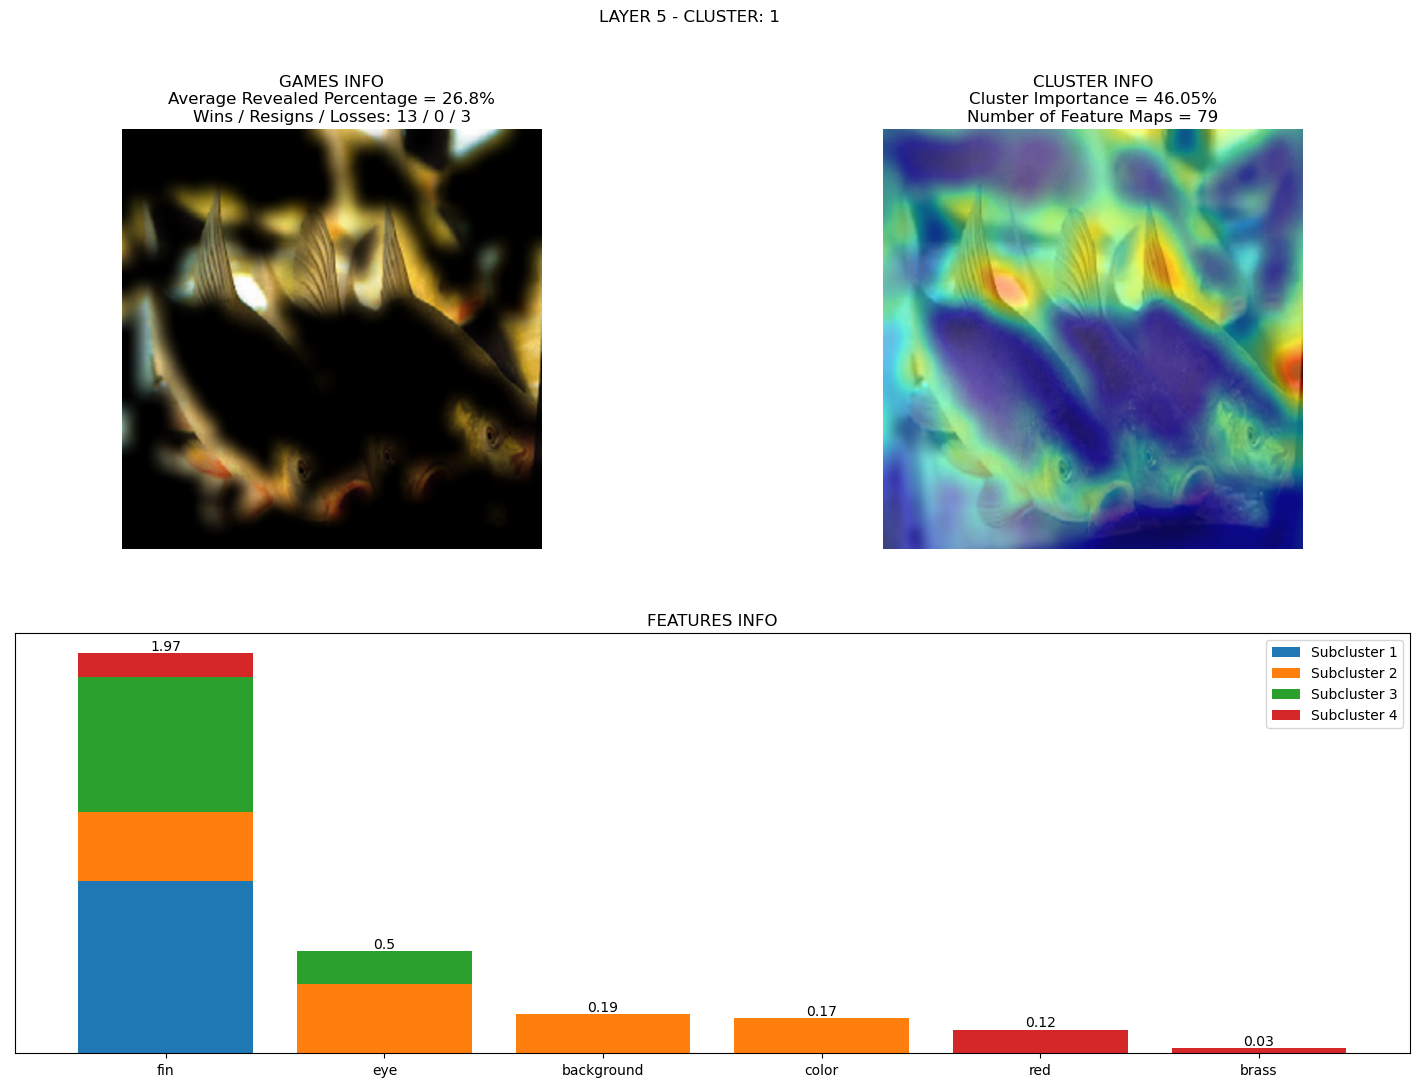 LAYER 5 - CLUSTER: 1
GAMES INFO
Average Revealed Percentage = 26.8%
Wins / Resigns / Losses: 13 / 0 / 3
CLUSTER INFO
Cluster Importance = 46.05%
Number of Feature Maps = 79
FEATURES INFO
1.97
0.5
0.19
0.17
0.12
0.03
Subcluster 1
Subcluster 2
Subcluster 3
Subcluster 4
fin
eye
background
color
red
brass